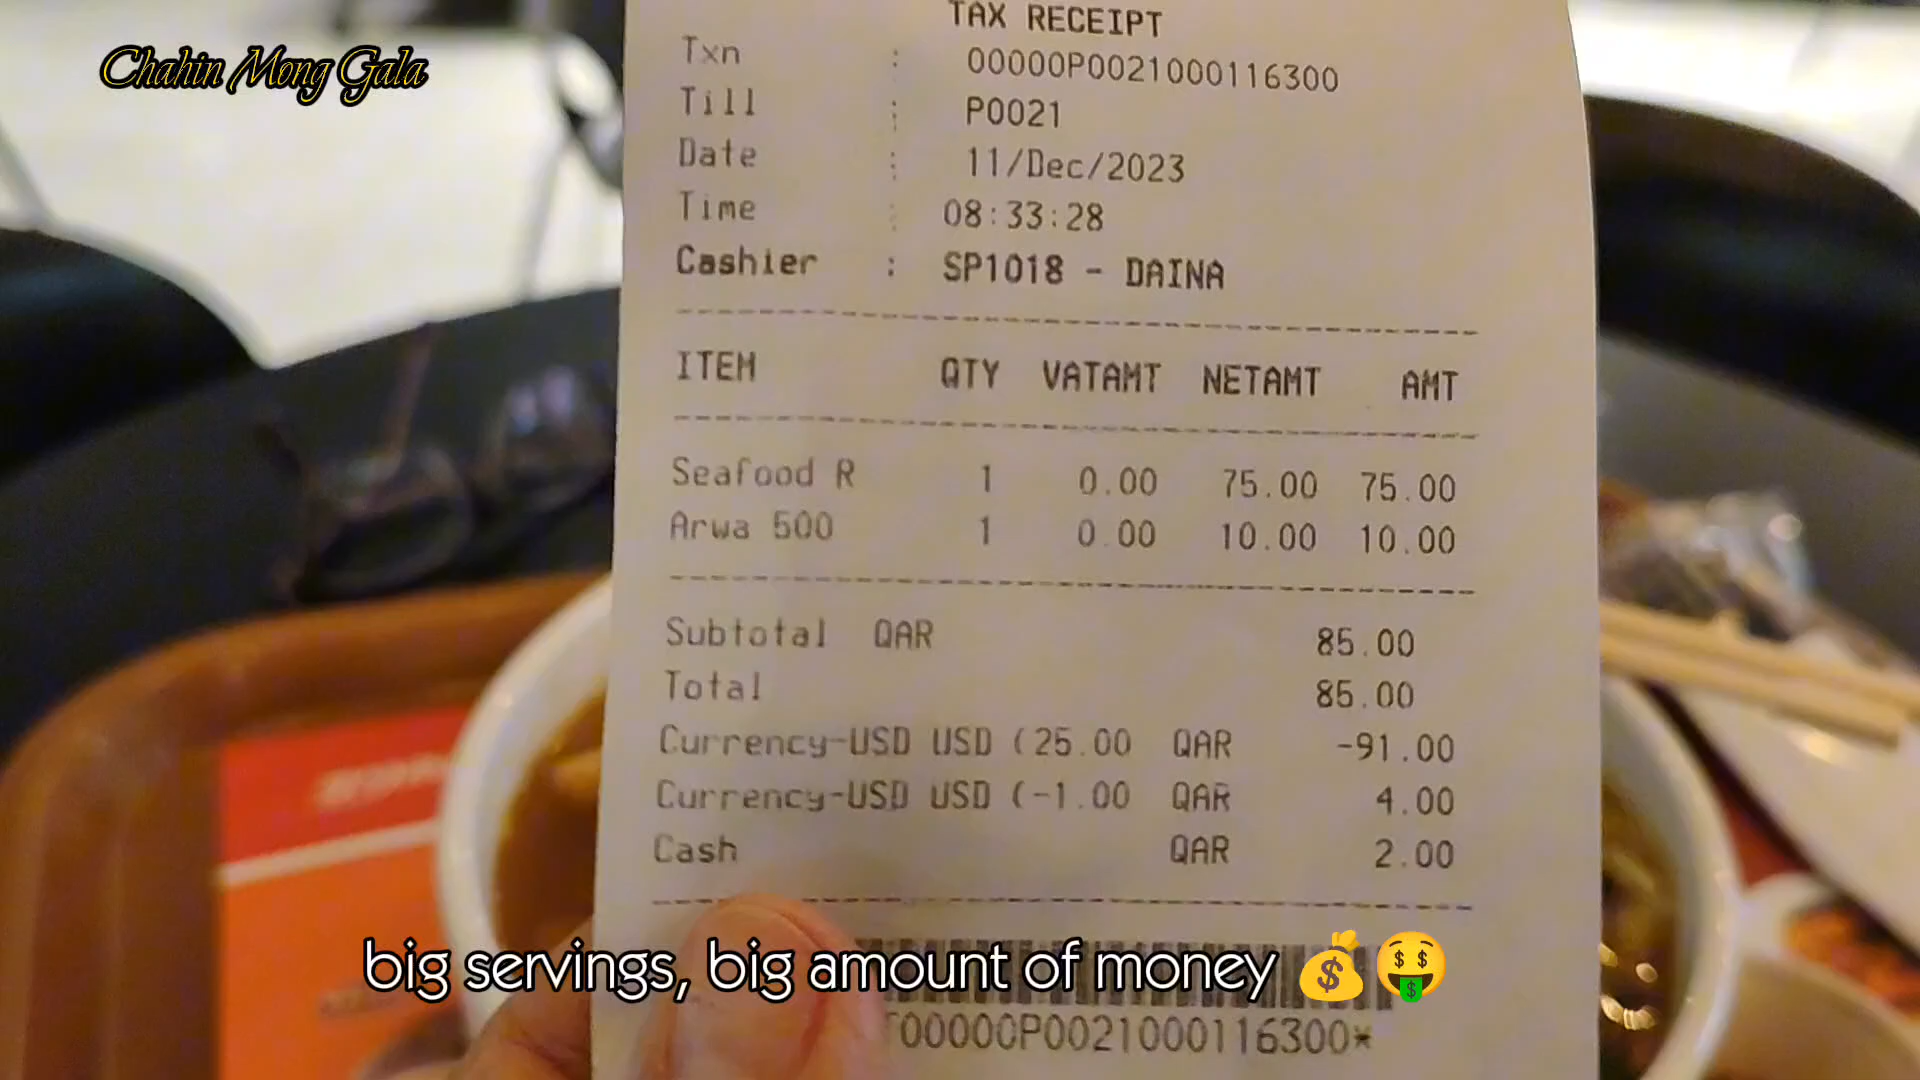 Chahin Mong Gala
TAX RECEIPT
Txn : 00000P0021000116300
Till : P0021
Date : 11/Dec/2023
Time : 08:33:28
Cashier : SP1018 - DAINA
ITEM QTY VATAMT NETAMT AMT
Seafood R 1 0.00 75.00 75.00
Arwa 500 1 0.00 10.00 10.00
Subtotal QAR 85.00
Total 85.00
Currency-USD USD (25.00 QAR -91.00
Currency-USD USD (-1.00 QAR 4.00
Cash QAR 2.00
big servings, big amount of money 💰🤑
T00000P0021000116300*